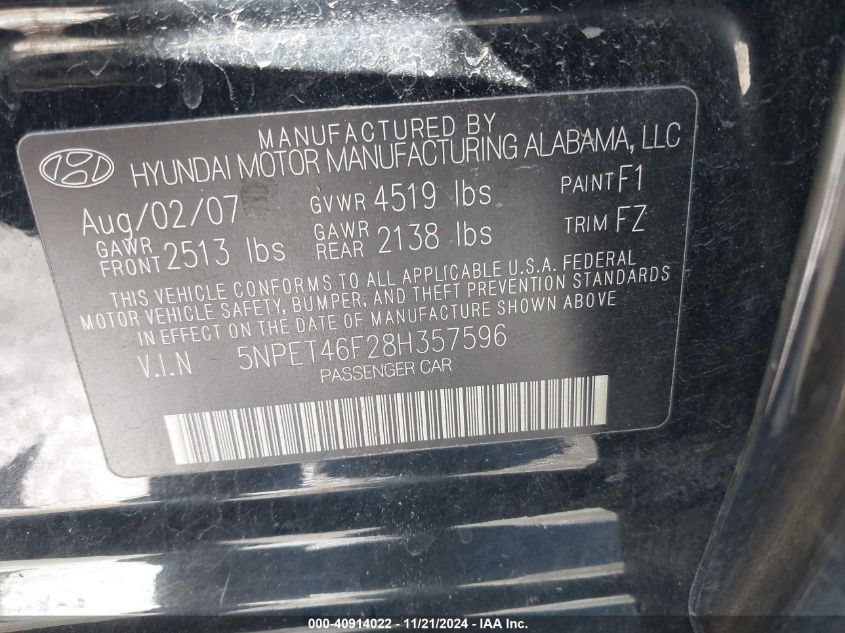 MANUFACTURED BY
HYUNDAI MOTOR MANUFACTURING ALABAMA, LLC
Aug/02/07 GVWR 4519 lbs PAINT F1
GAWR FRONT 2513 lbs GAWR REAR 2138 lbs TRIM FZ
THIS VEHICLE CONFORMS TO ALL APPLICABLE U.S.A. FEDERAL
MOTOR VEHICLE SAFETY, BUMPER, AND THEFT PREVENTION STANDARDS
IN EFFECT ON THE DATE OF MANUFACTURE SHOWN ABOVE
V.I.N 5NPET46F28H357596
PASSENGER CAR
000-40914022 - 11/21/2024 - IAA Inc.